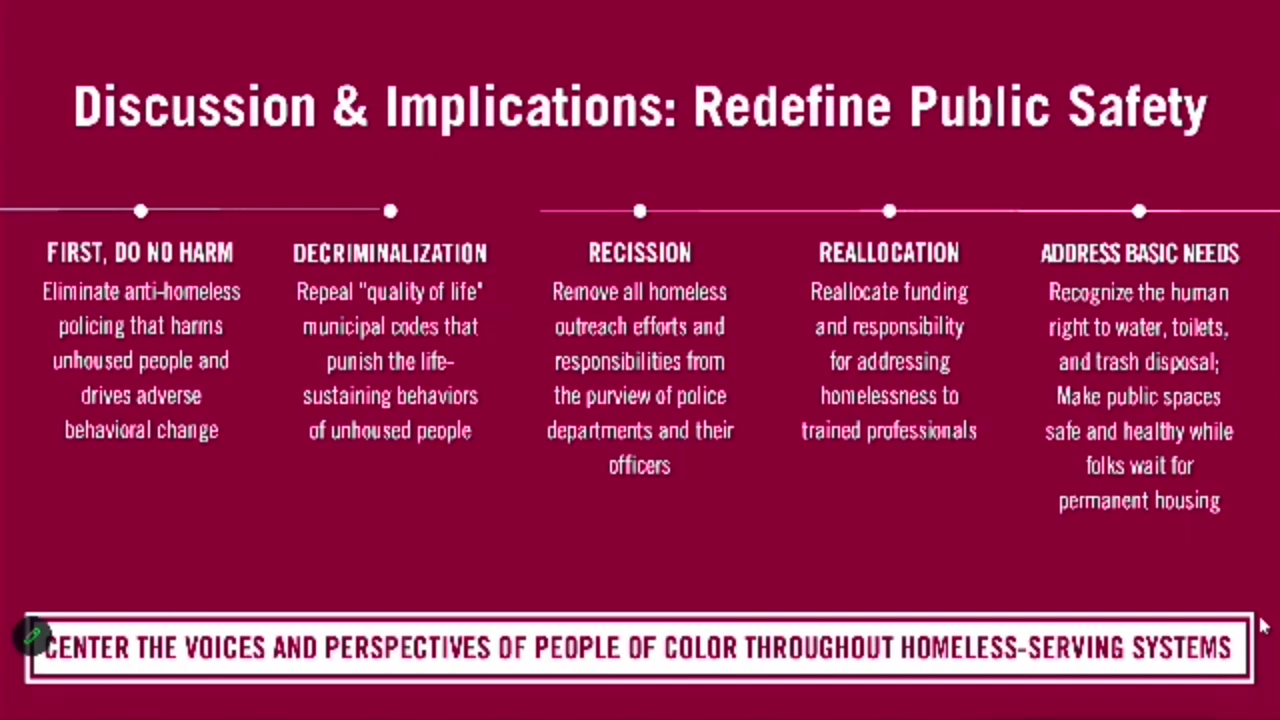 Discussion & Implications: Redefine Public Safety
FIRST, DO NO HARM
Eliminate anti-homeless
policing that harms
unhoused people and
drives adverse
behavioral change
DECRIMINALIZATION
Repeal "quality of life"
municipal codes that
punish the life-
sustaining behaviors
of unhoused people
RECISSION
Remove all homeless
outreach efforts and
responsibilities from
the purview of police
departments and their
officers
REALLOCATION
Reallocate funding
and responsibility
for addressing
homelessness to
trained professionals
ADDRESS BASIC NEEDS
Recognize the human
right to water, toilets,
and trash disposal;
Make public spaces
safe and healthy while
folks wait for
permanent housing
CENTER THE VOICES AND PERSPECTIVES OF PEOPLE OF COLOR THROUGHOUT HOMELESS-SERVING SYSTEMS